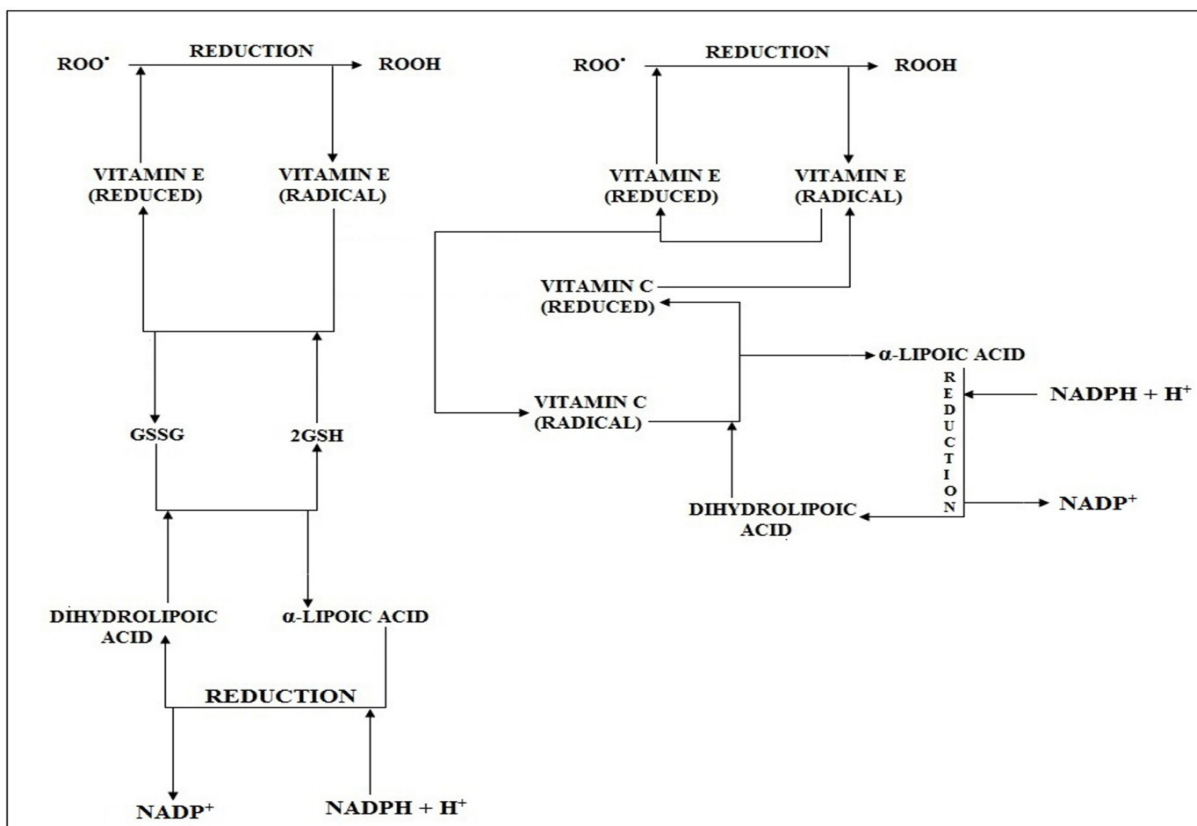 REDUCTION
ROO• ROOH
VITAMIN E
(REDUCED)
VITAMIN E
(RADICAL)
GSSG 2GSH
DIHYDROLIPOIC
ACID
α-LIPOIC ACID
REDUCTION
NADP⁺ NADPH + H⁺
REDUCTION
ROO• ROOH
VITAMIN E
(REDUCED)
VITAMIN E
(RADICAL)
VITAMIN C
(REDUCED)
α-LIPOIC ACID
REDUCTION
NADPH + H⁺
VITAMIN C
(RADICAL)
DIHYDROLIPOIC
ACID
NADP⁺